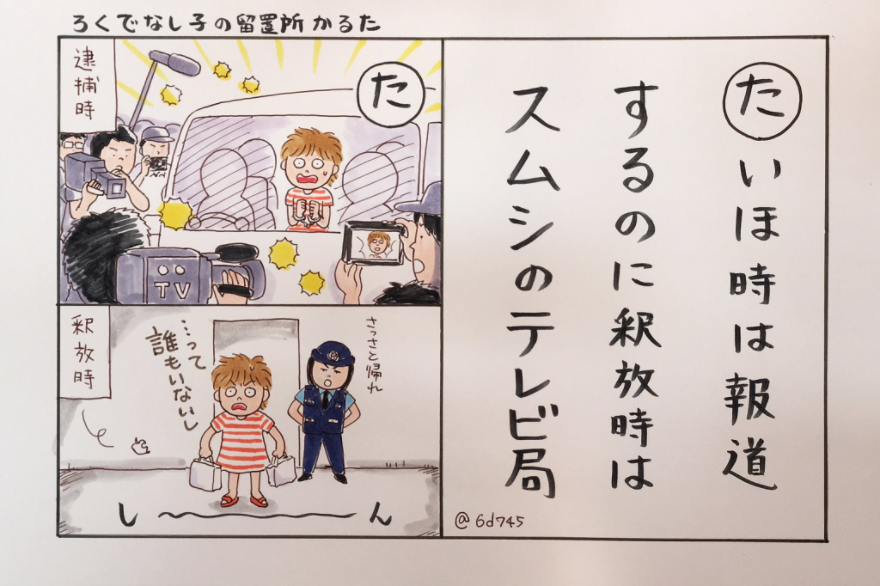 ろくでなし子の留置所かるた
たいほ時は報道
するのに釈放時は
スムシのテレビ局
@6d745
逮捕時
た
TV
釈放時
…って
誰もいないし
さっさと帰れ
し〜ん